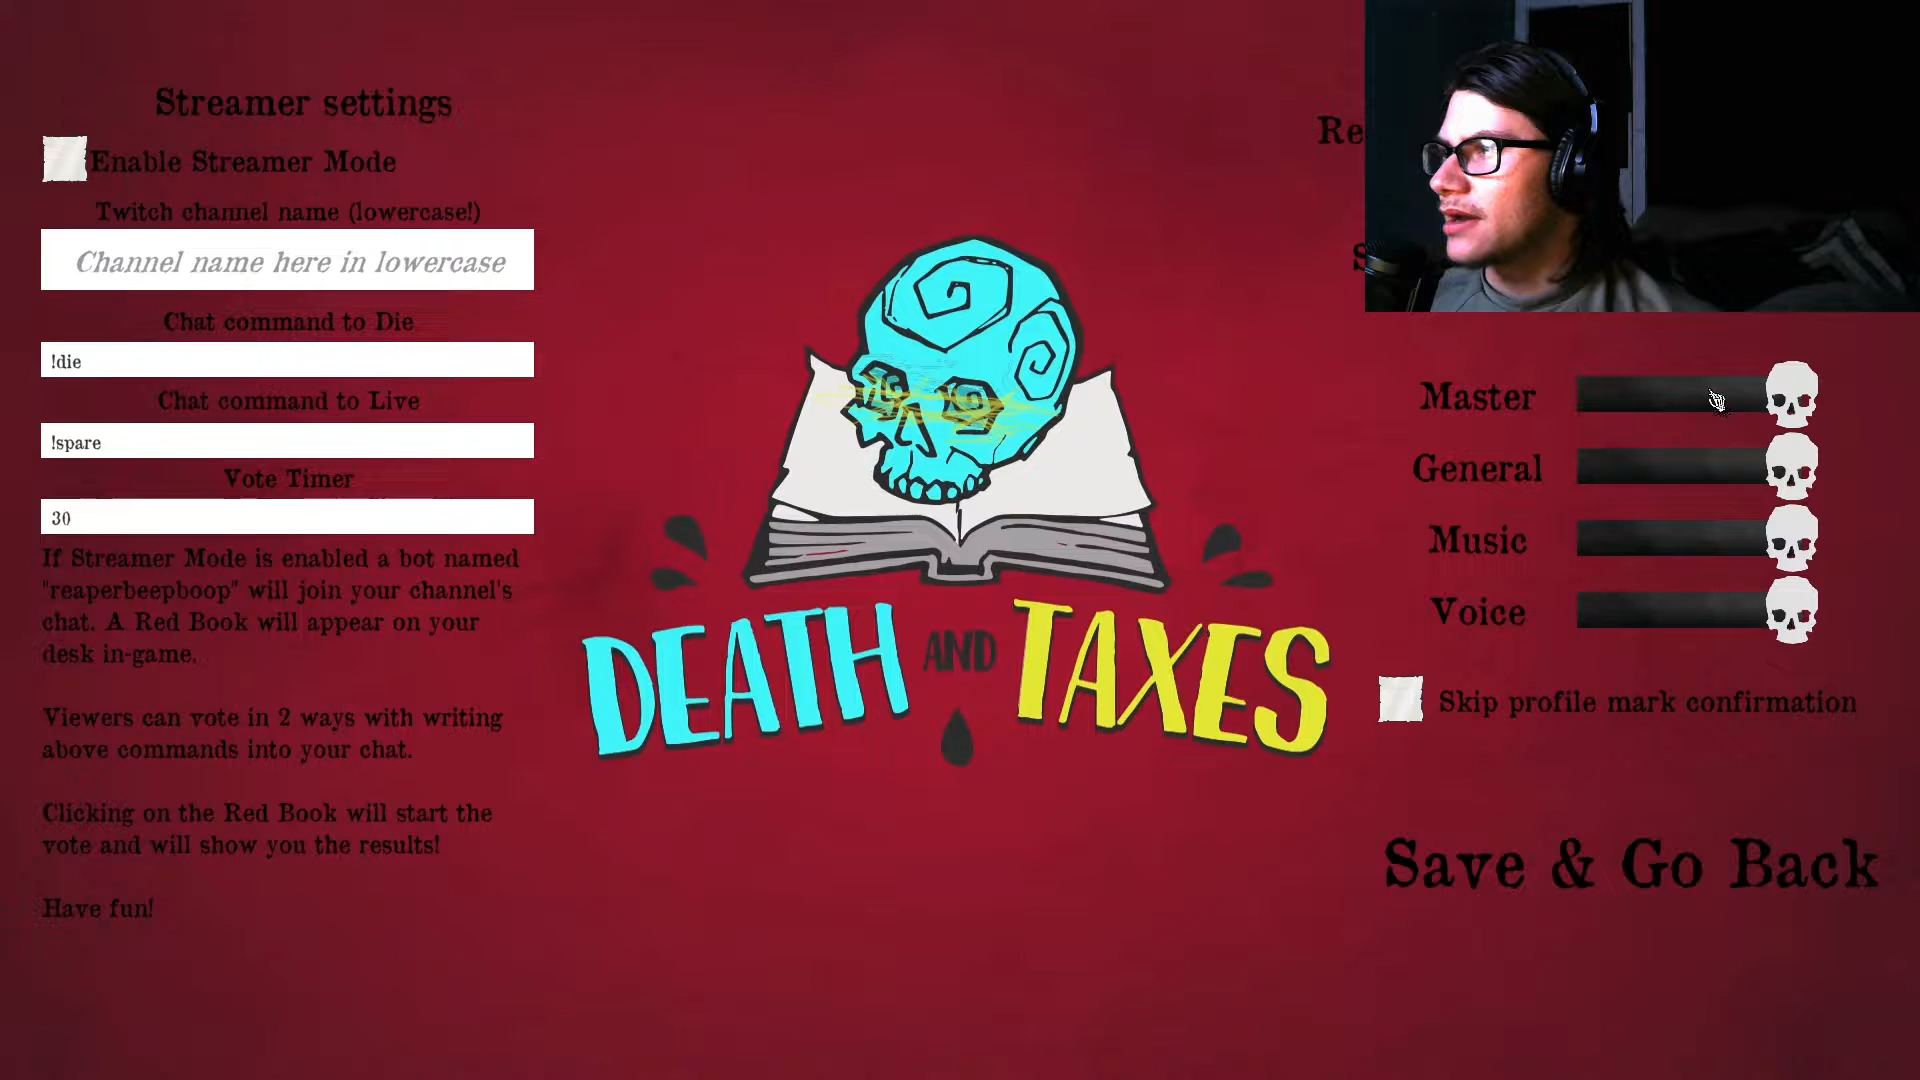 Streamer settings
Enable Streamer Mode
Twitch channel name (lowercase!)
Channel name here in lowercase
Chat command to Die
!die
Chat command to Live
!spare
Vote Timer
30
If Streamer Mode is enabled a bot named
"reaperbeepboop" will join your channel's
chat. A Red Book will appear on your
desk in-game.
Viewers can vote in 2 ways with writing
above commands into your chat.
Clicking on the Red Book will start the
vote and will show you the results!
Have fun!
DEATH AND TAXES
Master
General
Music
Voice
Skip profile mark confirmation
Save & Go Back